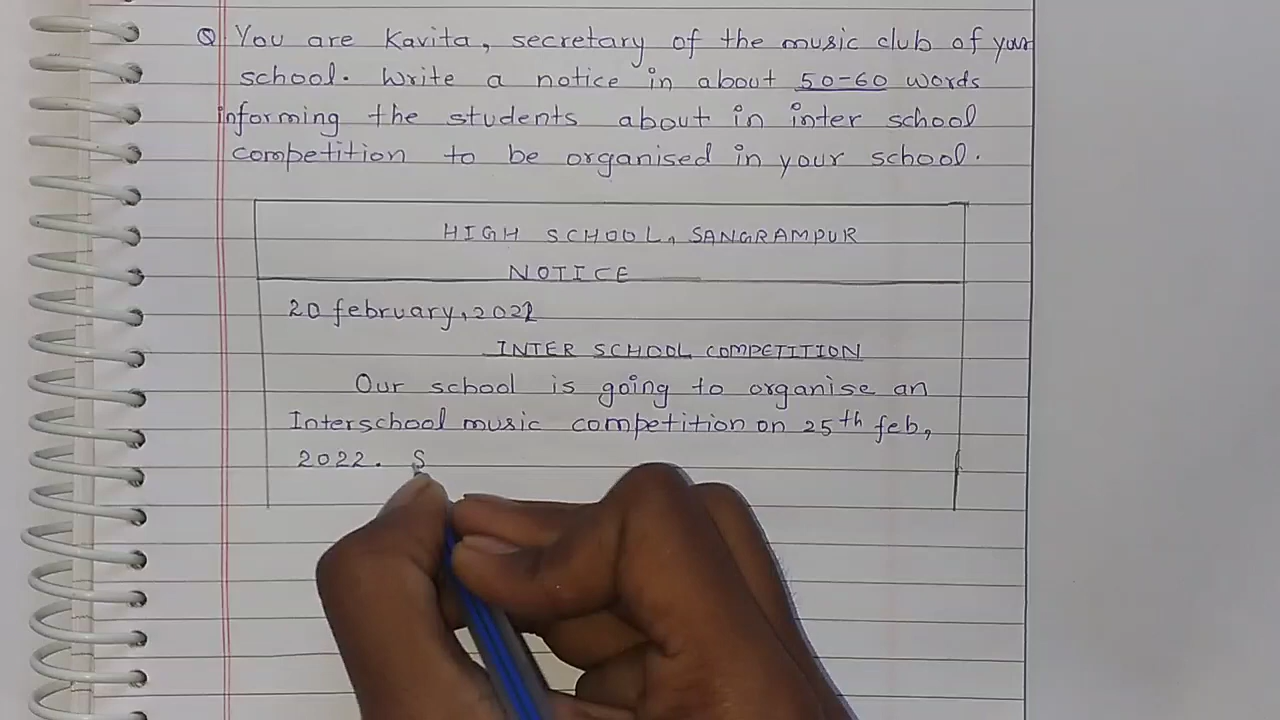 Q You are Kavita, secretary of the music club of your
school. Write a notice in about 50-60 words
informing the students about in inter school
competition to be organised in your school.
HIGH SCHOOL, SANGRAMPUR
NOTICE
20 february, 2022
INTER SCHOOL COMPETITION
Our school is going to organise an
Interschool music competition on 25th feb,
2022. S